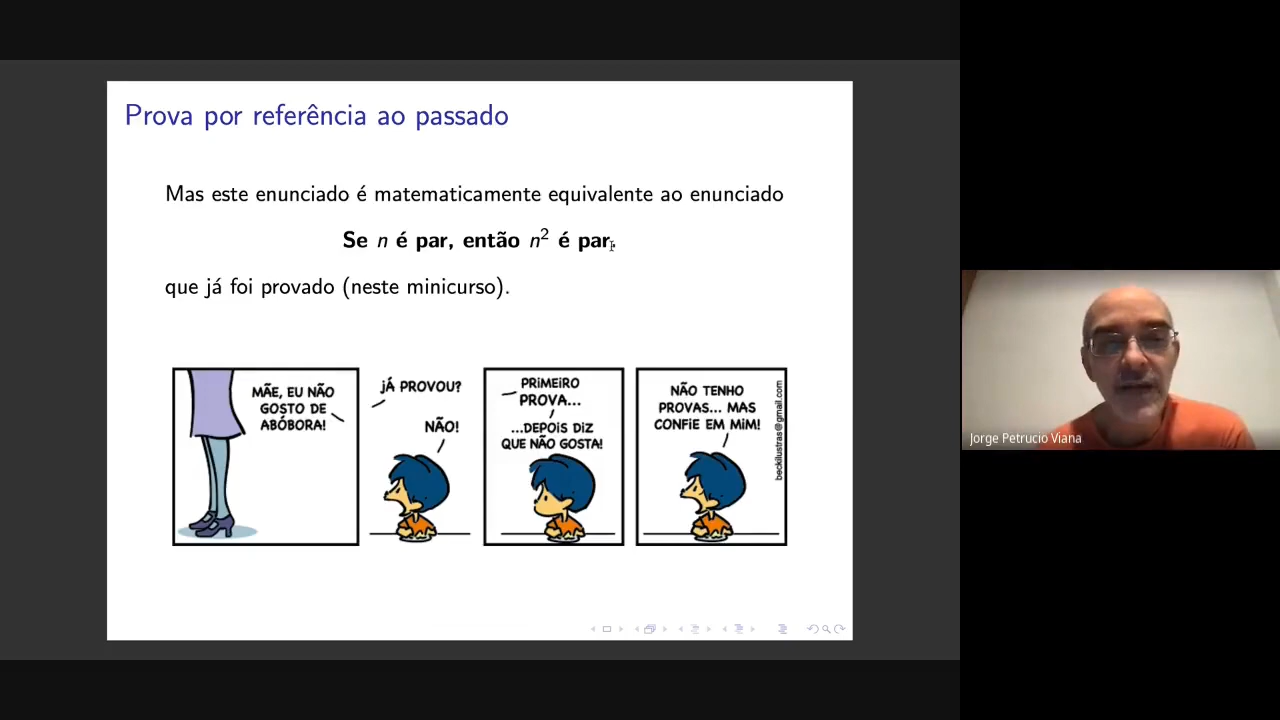 Prova por referência ao passado
Mas este enunciado é matematicamente equivalente ao enunciado
Se n é par, então n² é par.
que já foi provado (neste minicurso).
MÃE, EU NÃO
GOSTO DE
ABÓBORA!
JÁ PROVOU?
NÃO!
PRIMEIRO
PROVA...
...DEPOIS DIZ
QUE NÃO GOSTA!
NÃO TENHO
PROVAS... MAS
CONFIE EM MIM!
beckilustras@gmail.com
Jorge Petrucio Viana